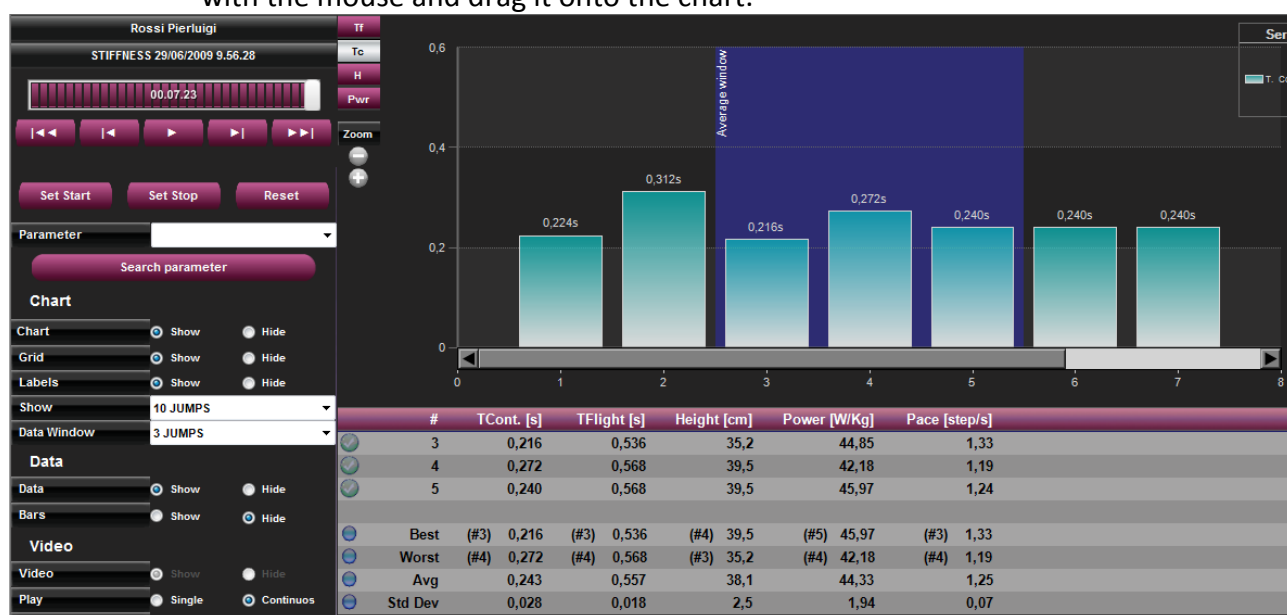 with the mouse and drag it onto the chart.
Rossi Pierluigi
STIFFNESS 29/06/2009 9.56.28
00.07.23
Set Start Set Stop Reset
Parameter
Search parameter
Chart
Chart Show Hide
Grid Show Hide
Labels Show Hide
Show 10 JUMPS
Data Window 3 JUMPS
Data
Data Show Hide
Bars Show Hide
Video
Video Show Hide
Play Single Continuos
Tf
Tc
H
Pwr
Zoom
Ser
T. Co
Average window
0,6
0,4
0,2
0
0,224s 0,312s 0,216s 0,272s 0,240s 0,240s 0,240s
0 1 2 3 4 5 6 7 8
# TCont. [s] TFlight [s] Height [cm] Power [W/Kg] Pace [step/s]
3 0,216 0,536 35,2 44,85 1,33
4 0,272 0,568 39,5 42,18 1,19
5 0,240 0,568 39,5 45,97 1,24
Best (#3) 0,216 (#3) 0,536 (#4) 39,5 (#5) 45,97 (#3) 1,33
Worst (#4) 0,272 (#4) 0,568 (#3) 35,2 (#4) 42,18 (#4) 1,19
Avg 0,243 0,557 38,1 44,33 1,25
Std Dev 0,028 0,018 2,5 1,94 0,07